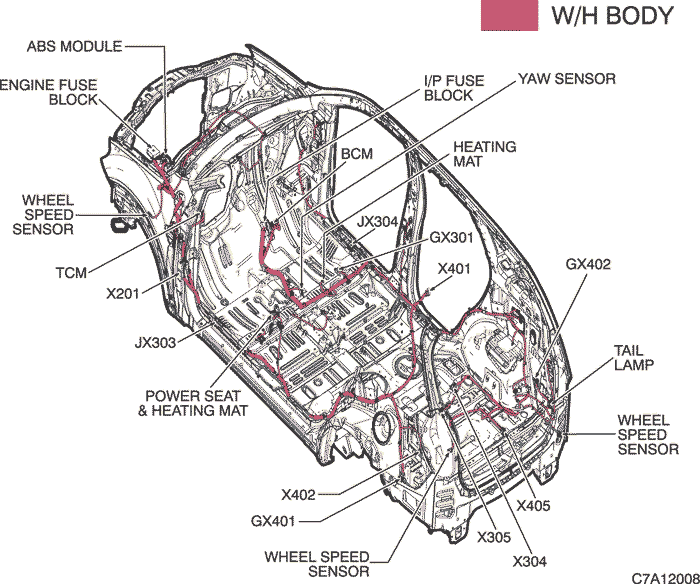 W/H BODY
ABS MODULE
ENGINE FUSE
BLOCK
I/P FUSE
BLOCK
YAW SENSOR
BCM
HEATING
MAT
WHEEL
SPEED
SENSOR
JX304
GX301
X401
GX402
TCM
X201
JX303
POWER SEAT
& HEATING MAT
TAIL
LAMP
WHEEL
SPEED
SENSOR
X402
GX401
WHEEL SPEED
SENSOR
X405
X305
X304
C7A12008